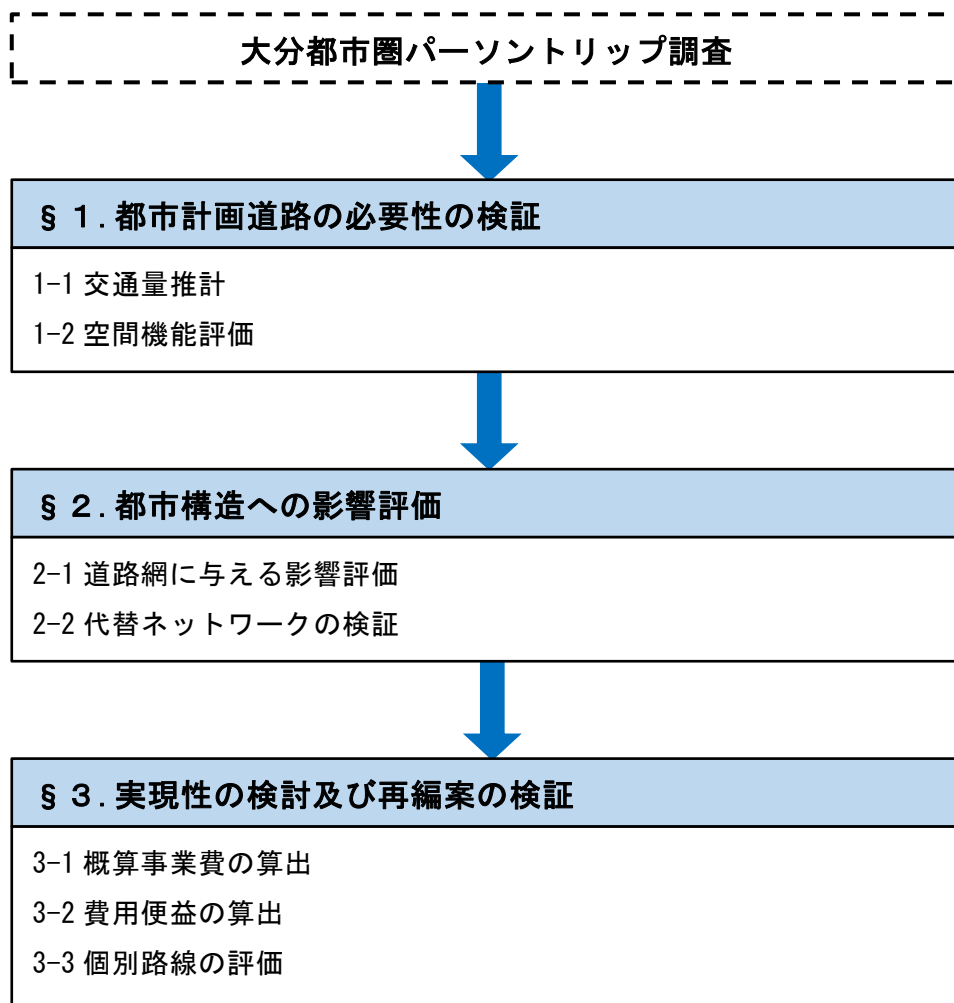 大分都市圏パーソントリップ調査
§１.都市計画道路の必要性の検証
1-1 交通量推計
1-2 空間機能評価
§２.都市構造への影響評価
2-1 道路網に与える影響評価
2-2 代替ネットワークの検証
§３.実現性の検討及び再編案の検証
3-1 概算事業費の算出
3-2 費用便益の算出
3-3 個別路線の評価